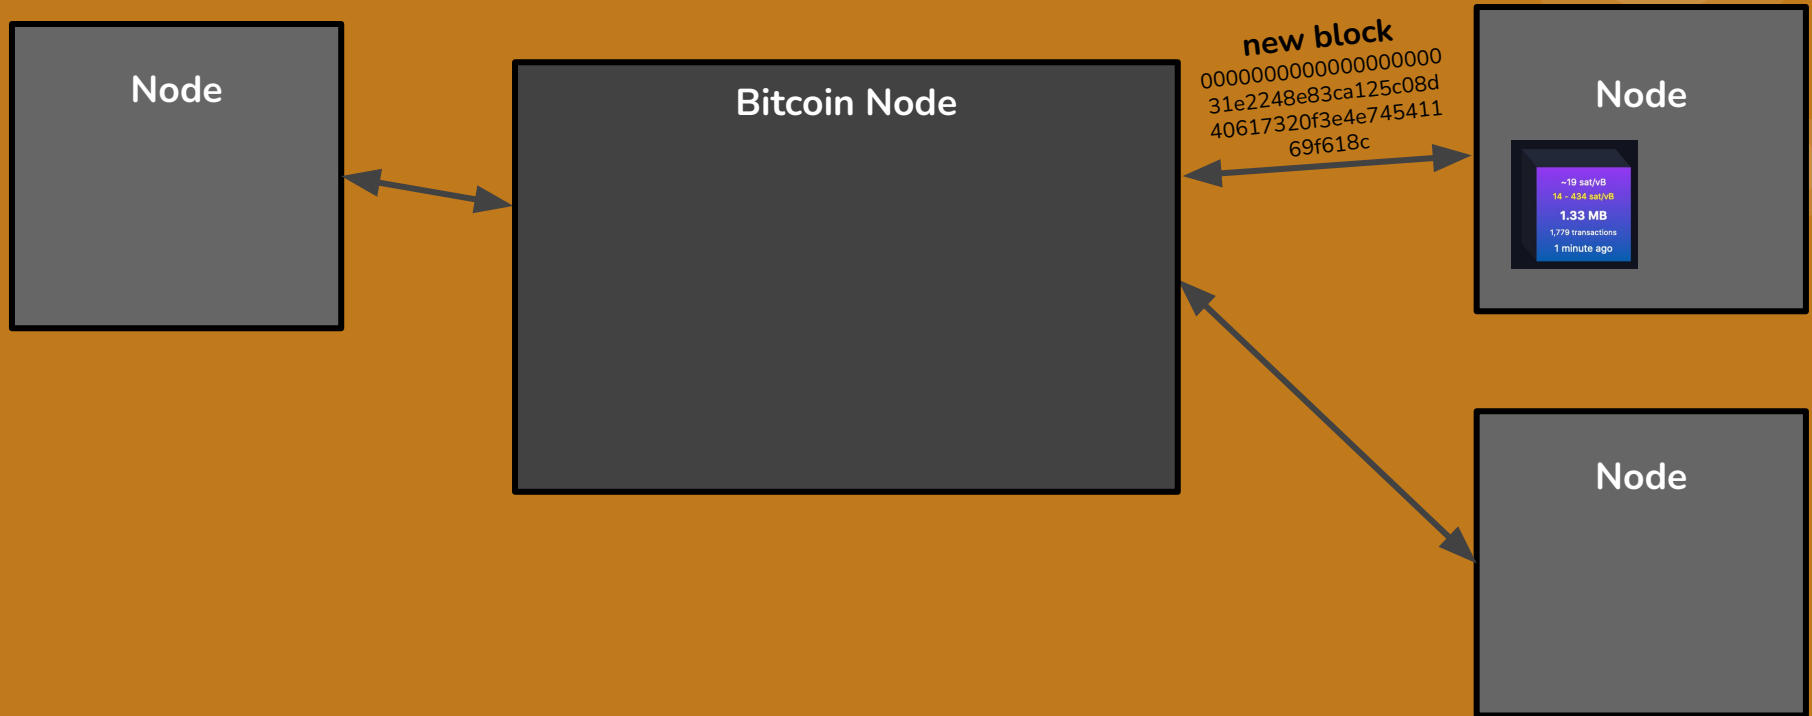 Node
Bitcoin Node
new block
0000000000000000000
31e2248e83ca125c08d
40617320f3e4e745411
69f618c
Node
~19 sat/vB
14 - 434 sat/vB
1.33 MB
1,779 transactions
1 minute ago
Node